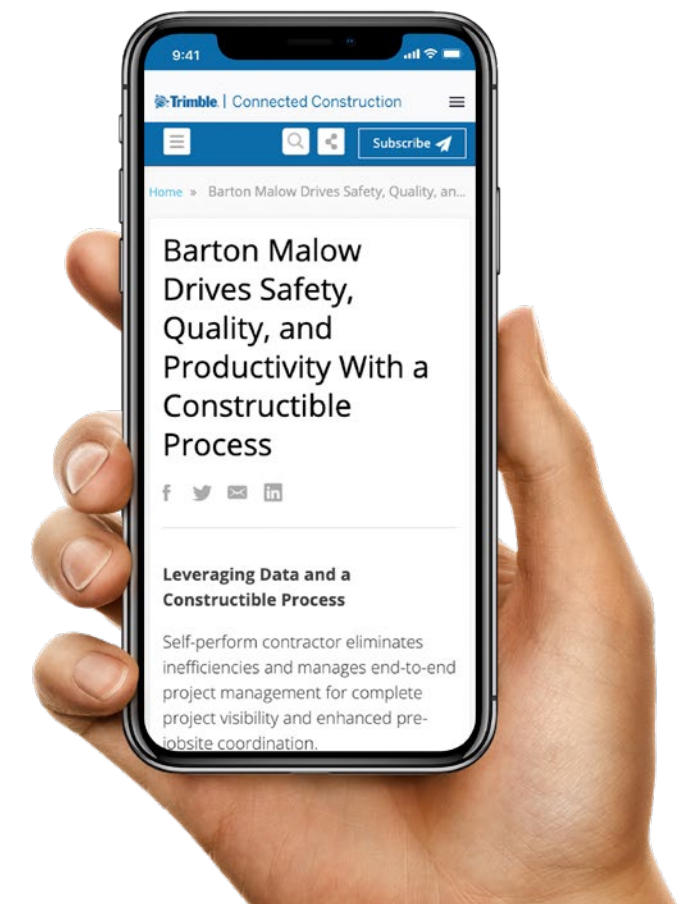 9:41
Trimble. | Connected Construction
Subscribe
Home » Barton Malow Drives Safety, Quality, an...
Barton Malow
Drives Safety,
Quality, and
Productivity With a
Constructible
Process
f in
Leveraging Data and a
Constructible Process
Self-perform contractor eliminates
inefficiencies and manages end-to-end
project management for complete
project visibility and enhanced pre-
jobsite coordination.